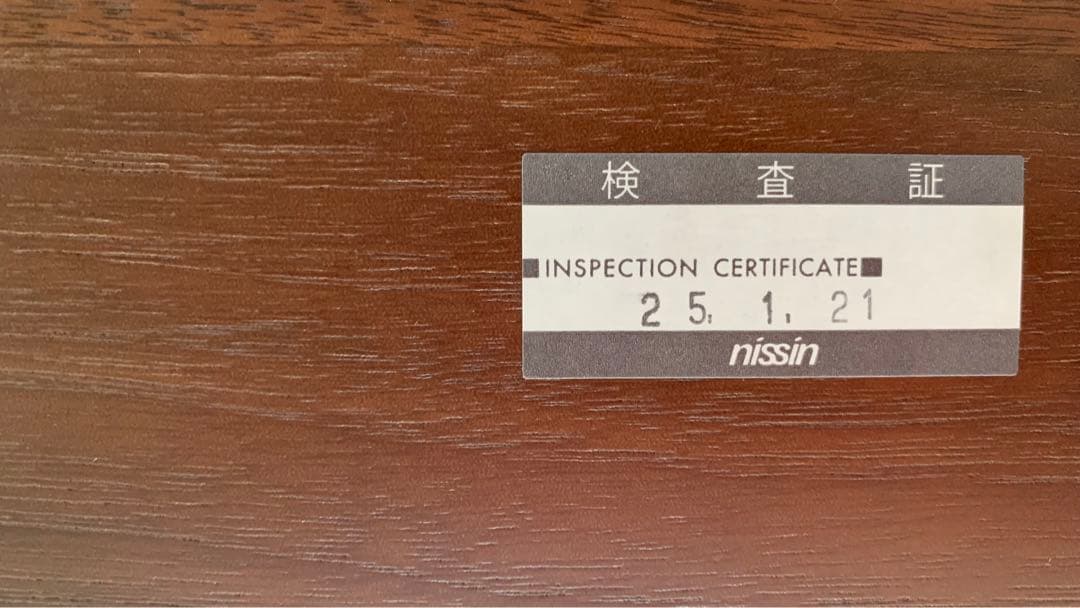 検査証
■INSPECTION CERTIFICATE■
25. 1. 21
nissin